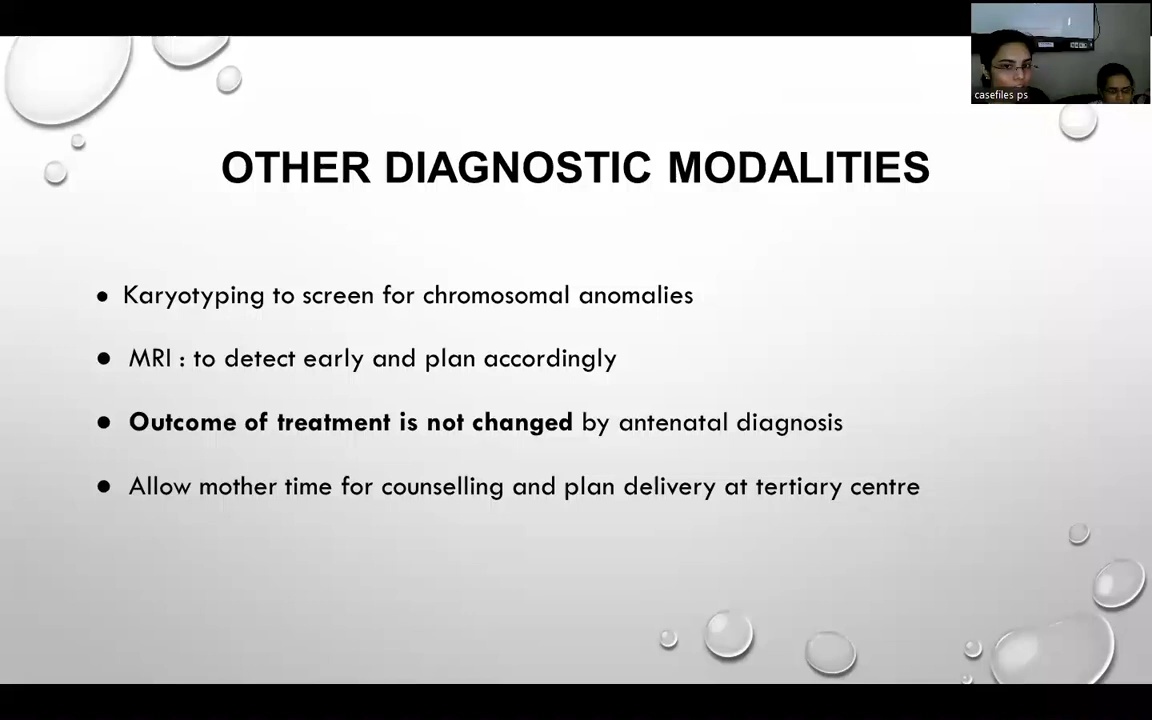 casefiles ps
OTHER DIAGNOSTIC MODALITIES
● Karyotyping to screen for chromosomal anomalies
● MRI : to detect early and plan accordingly
● Outcome of treatment is not changed by antenatal diagnosis
● Allow mother time for counselling and plan delivery at tertiary centre